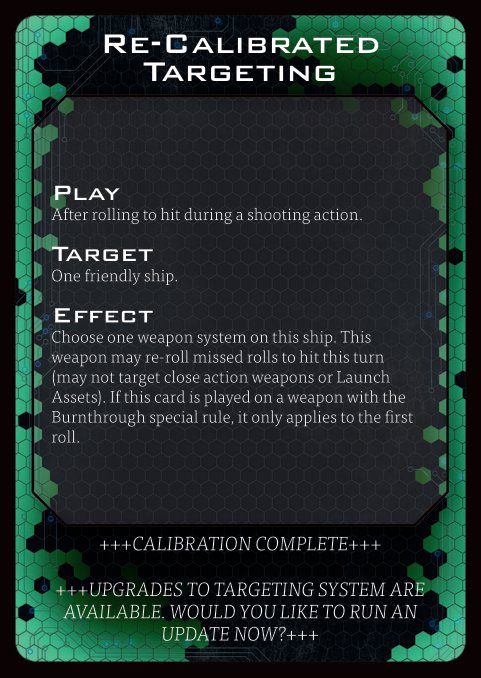 Re-Calibrated
Targeting
Play
After rolling to hit during a shooting action.
Target
One friendly ship.
Effect
Choose one weapon system on this ship. This
weapon may re-roll missed rolls to hit this turn
(may not target close action weapons or Launch
Assets). If this card is played on a weapon with the
Burnthrough special rule, it only applies to the first
roll.
+++CALIBRATION COMPLETE+++
+++UPGRADES TO TARGETING SYSTEM ARE
AVAILABLE. WOULD YOU LIKE TO RUN AN
UPDATE NOW?+++